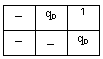 – q₀ 1
– – q₀